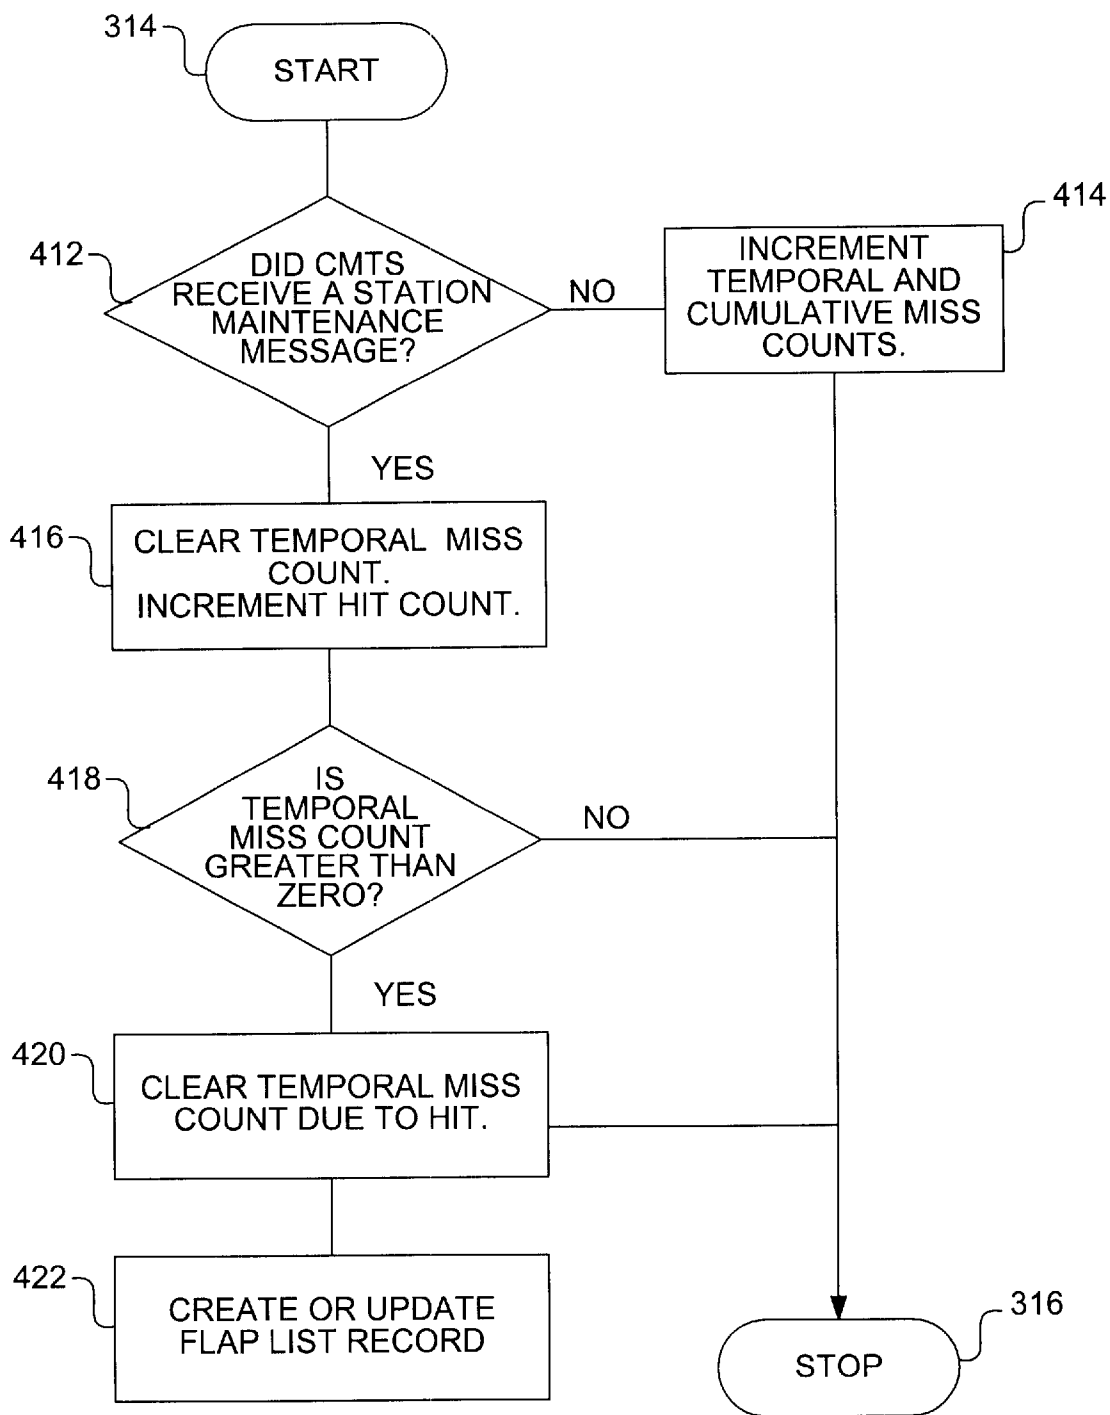 314
START
412
DID CMTS
RECEIVE A STATION
MAINTENANCE
MESSAGE?
NO
414
INCREMENT
TEMPORAL AND
CUMULATIVE MISS
COUNTS.
YES
416
CLEAR TEMPORAL MISS
COUNT.
INCREMENT HIT COUNT.
418
IS
TEMPORAL
MISS COUNT
GREATER THAN
ZERO?
NO
YES
420
CLEAR TEMPORAL MISS
COUNT DUE TO HIT.
422
CREATE OR UPDATE
FLAP LIST RECORD
316
STOP